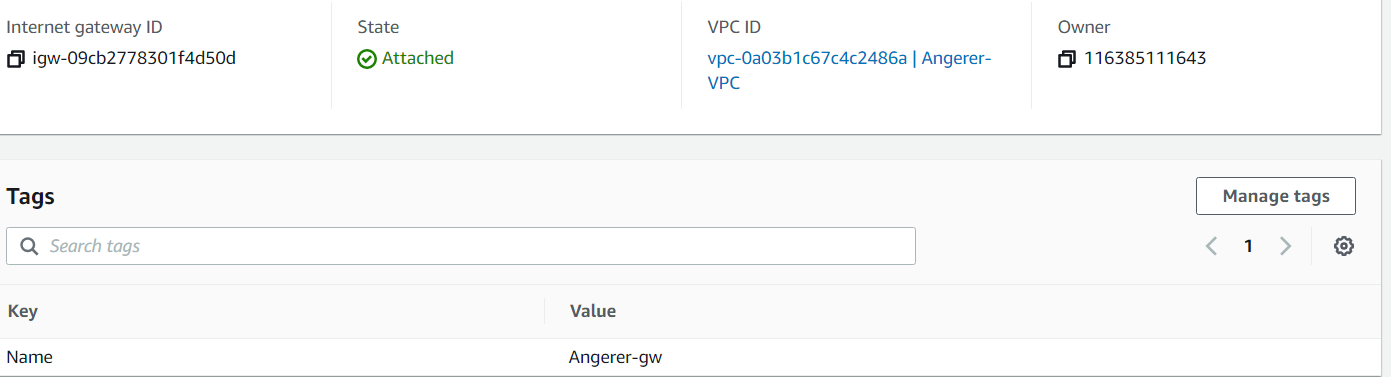 Internet gateway ID
igw-09cb2778301f4d50d
State
Attached
VPC ID
vpc-0a03b1c67c4c2486a | Angerer-
VPC
Owner
116385111643
Tags
Manage tags
Search tags
1
Key
Value
Name
Angerer-gw